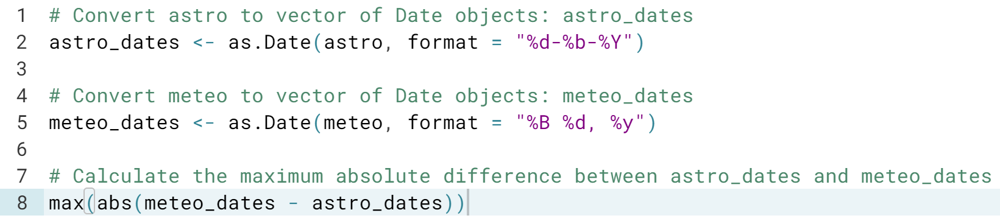 1 # Convert astro to vector of Date objects: astro_dates
2 astro_dates <- as.Date(astro, format = "%d-%b-%Y")
3
4 # Convert meteo to vector of Date objects: meteo_dates
5 meteo_dates <- as.Date(meteo, format = "%B %d, %y")
6
7 # Calculate the maximum absolute difference between astro_dates and meteo_dates
8 max(abs(meteo_dates - astro_dates))